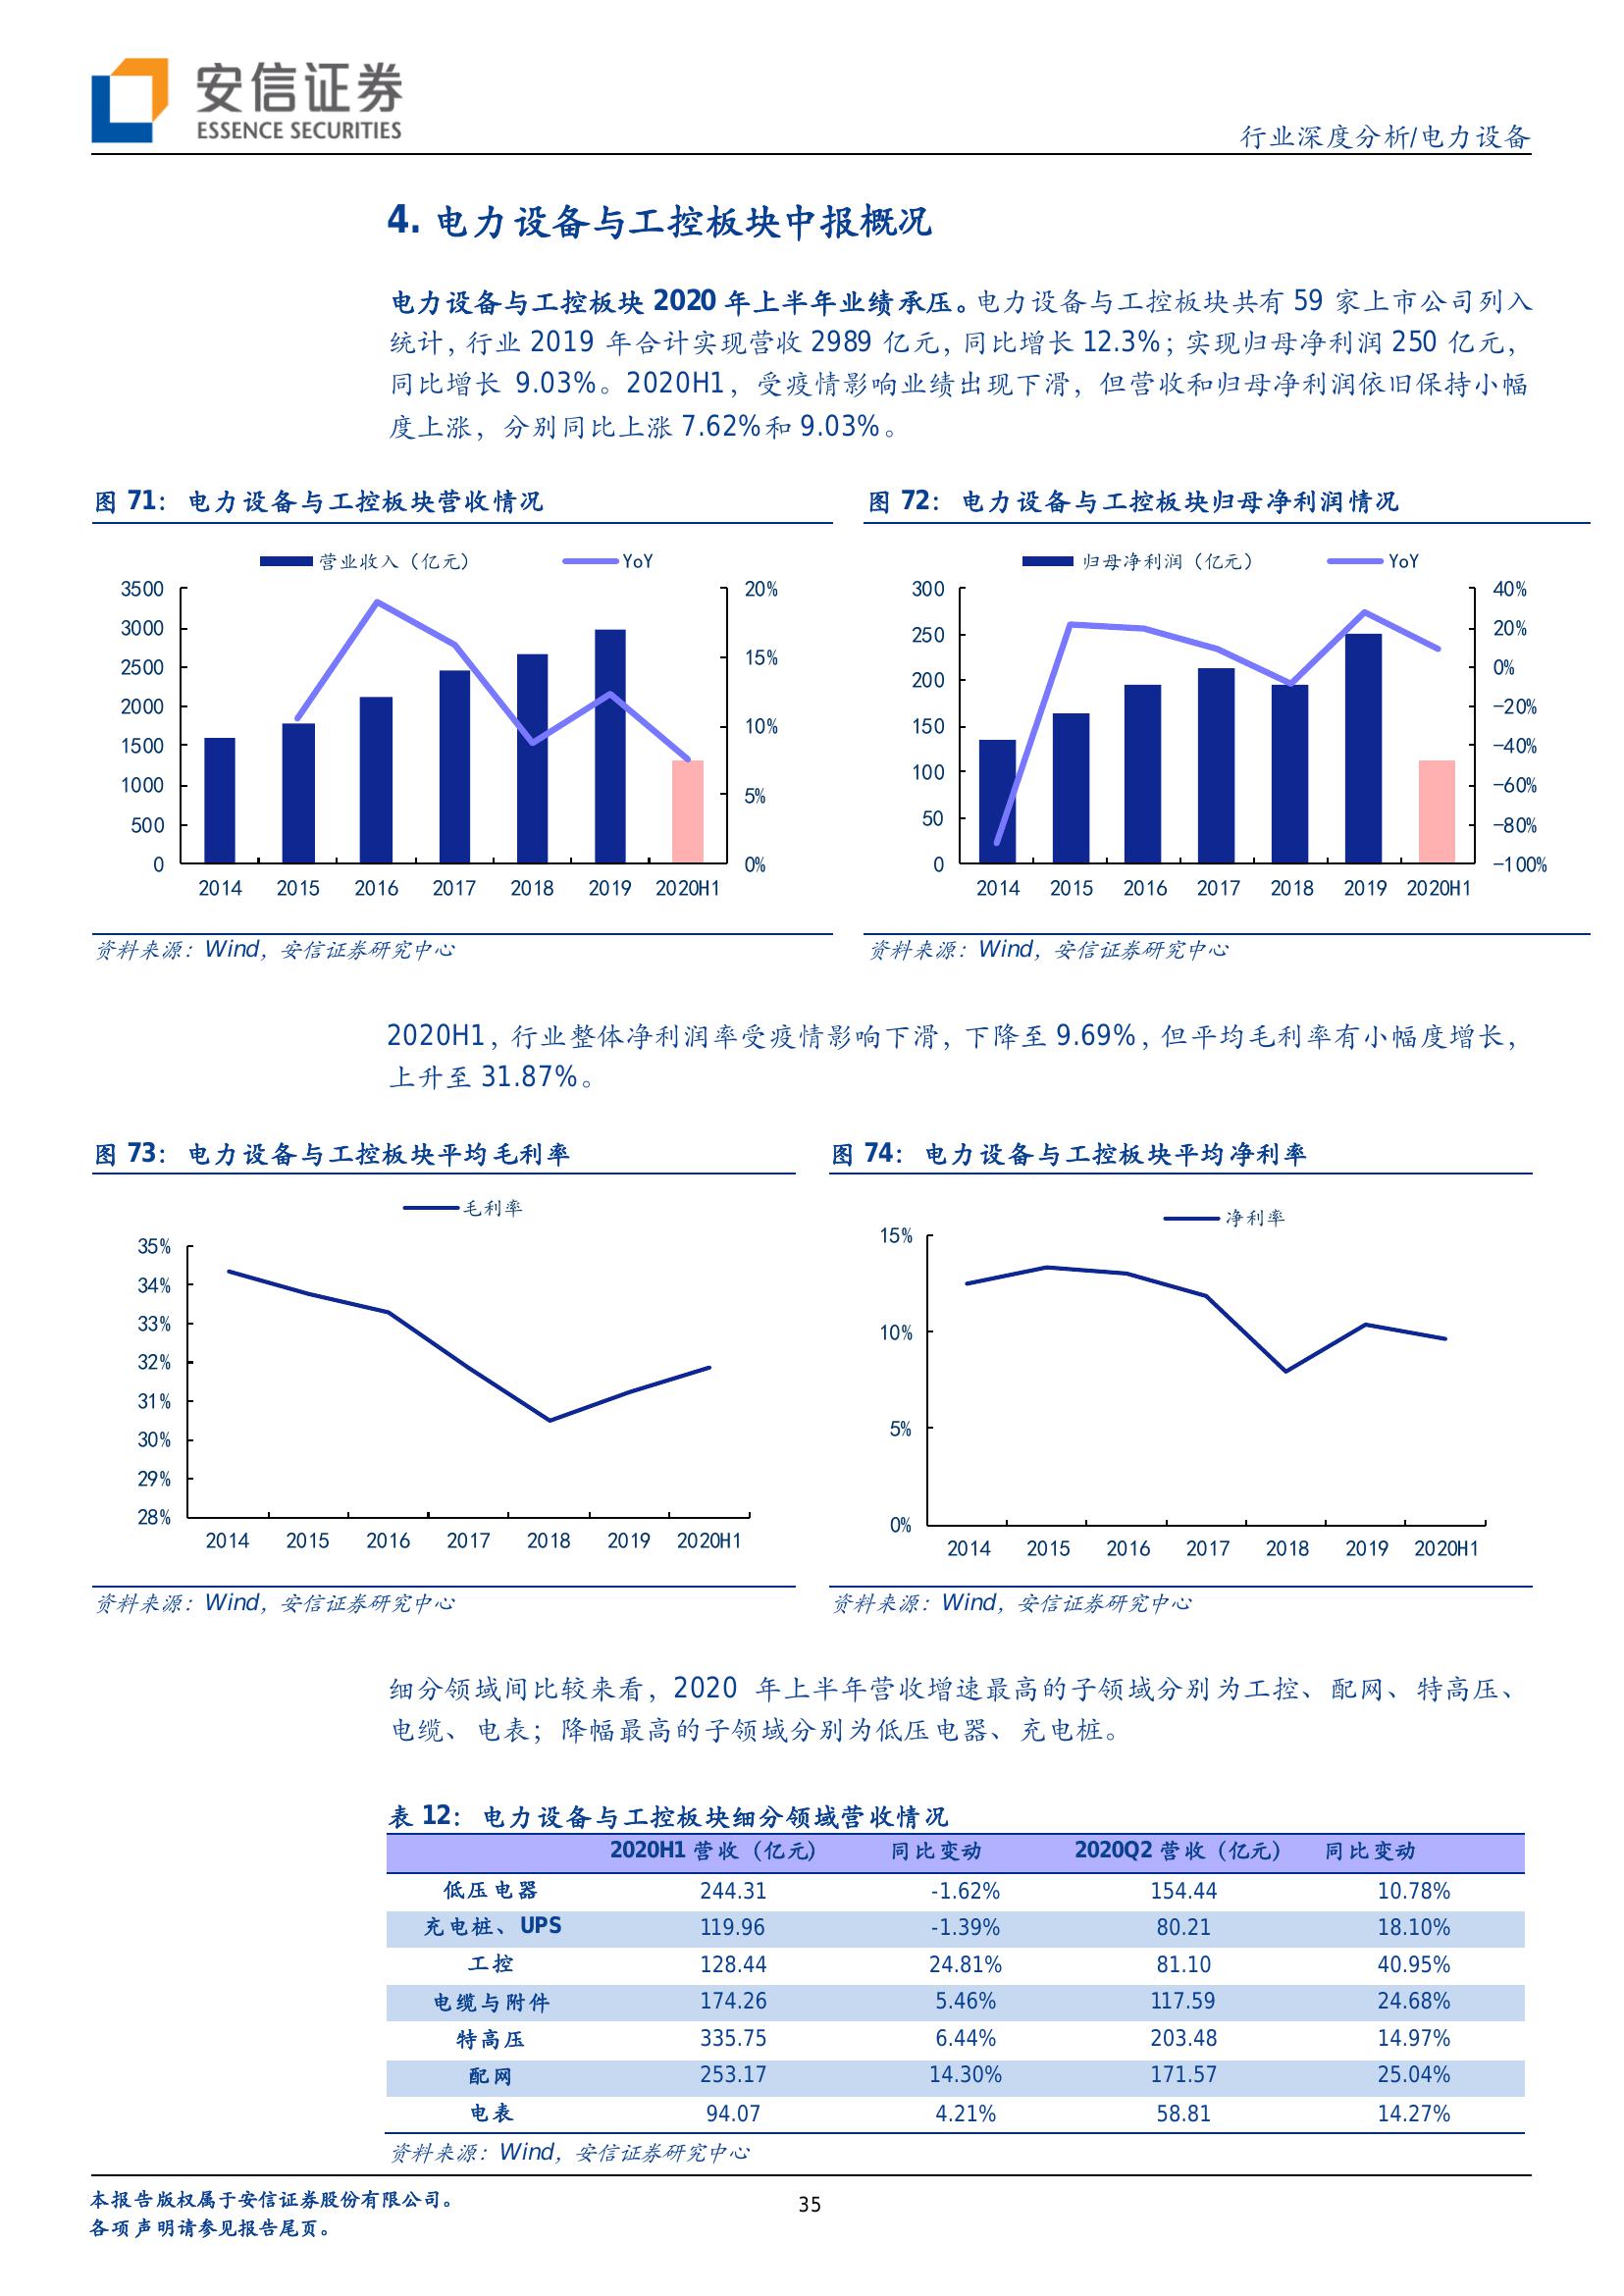 安信证券
ESSENCE SECURITIES
行业深度分析/电力设备
4. 电力设备与工控板块中报概况
电力设备与工控板块 2020 年上半年业绩承压。电力设备与工控板块共有 59 家上市公司列入
统计，行业 2019 年合计实现营收 2989 亿元，同比增长 12.3%；实现归母净利润 250 亿元，
同比增长 9.03%。2020H1，受疫情影响业绩出现下滑，但营收和归母净利润依旧保持小幅
度上涨，分别同比上涨 7.62%和 9.03%。
图 71：电力设备与工控板块营收情况
营业收入（亿元） YoY
3500
3000
2500
2000
1500
1000
500
0
20%
15%
10%
5%
0%
2014 2015 2016 2017 2018 2019 2020H1
资料来源：Wind，安信证券研究中心
图 72：电力设备与工控板块归母净利润情况
归母净利润（亿元） YoY
300
250
200
150
100
50
0
40%
20%
0%
-20%
-40%
-60%
-80%
-100%
2014 2015 2016 2017 2018 2019 2020H1
资料来源：Wind，安信证券研究中心
2020H1，行业整体净利润率受疫情影响下滑，下降至 9.69%，但平均毛利率有小幅度增长，
上升至 31.87%。
图 73：电力设备与工控板块平均毛利率
毛利率
35%
34%
33%
32%
31%
30%
29%
28%
2014 2015 2016 2017 2018 2019 2020H1
资料来源：Wind，安信证券研究中心
图 74：电力设备与工控板块平均净利率
净利率
15%
10%
5%
0%
2014 2015 2016 2017 2018 2019 2020H1
资料来源：Wind，安信证券研究中心
细分领域间比较来看，2020 年上半年营收增速最高的子领域分别为工控、配网、特高压、
电缆、电表；降幅最高的子领域分别为低压电器、充电桩。
表 12：电力设备与工控板块细分领域营收情况
2020H1 营收（亿元） 同比变动 2020Q2 营收（亿元） 同比变动
低压电器 244.31 -1.62% 154.44 10.78%
充电桩、UPS 119.96 -1.39% 80.21 18.10%
工控 128.44 24.81% 81.10 40.95%
电缆与附件 174.26 5.46% 117.59 24.68%
特高压 335.75 6.44% 203.48 14.97%
配网 253.17 14.30% 171.57 25.04%
电表 94.07 4.21% 58.81 14.27%
资料来源：Wind，安信证券研究中心
本报告版权属于安信证券股份有限公司。
各项声明请参见报告尾页。
35